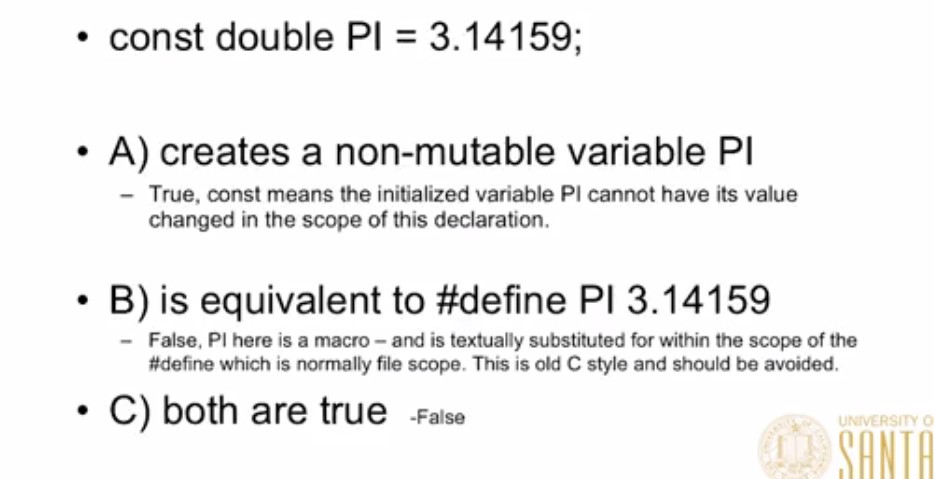 • const double PI = 3.14159;
• A) creates a non-mutable variable PI
– True, const means the initialized variable PI cannot have its value
changed in the scope of this declaration.
• B) is equivalent to #define PI 3.14159
– False, PI here is a macro – and is textually substituted for within the scope of the
#define which is normally file scope. This is old C style and should be avoided.
• C) both are true -False
UNIVERSITY O
SANTA